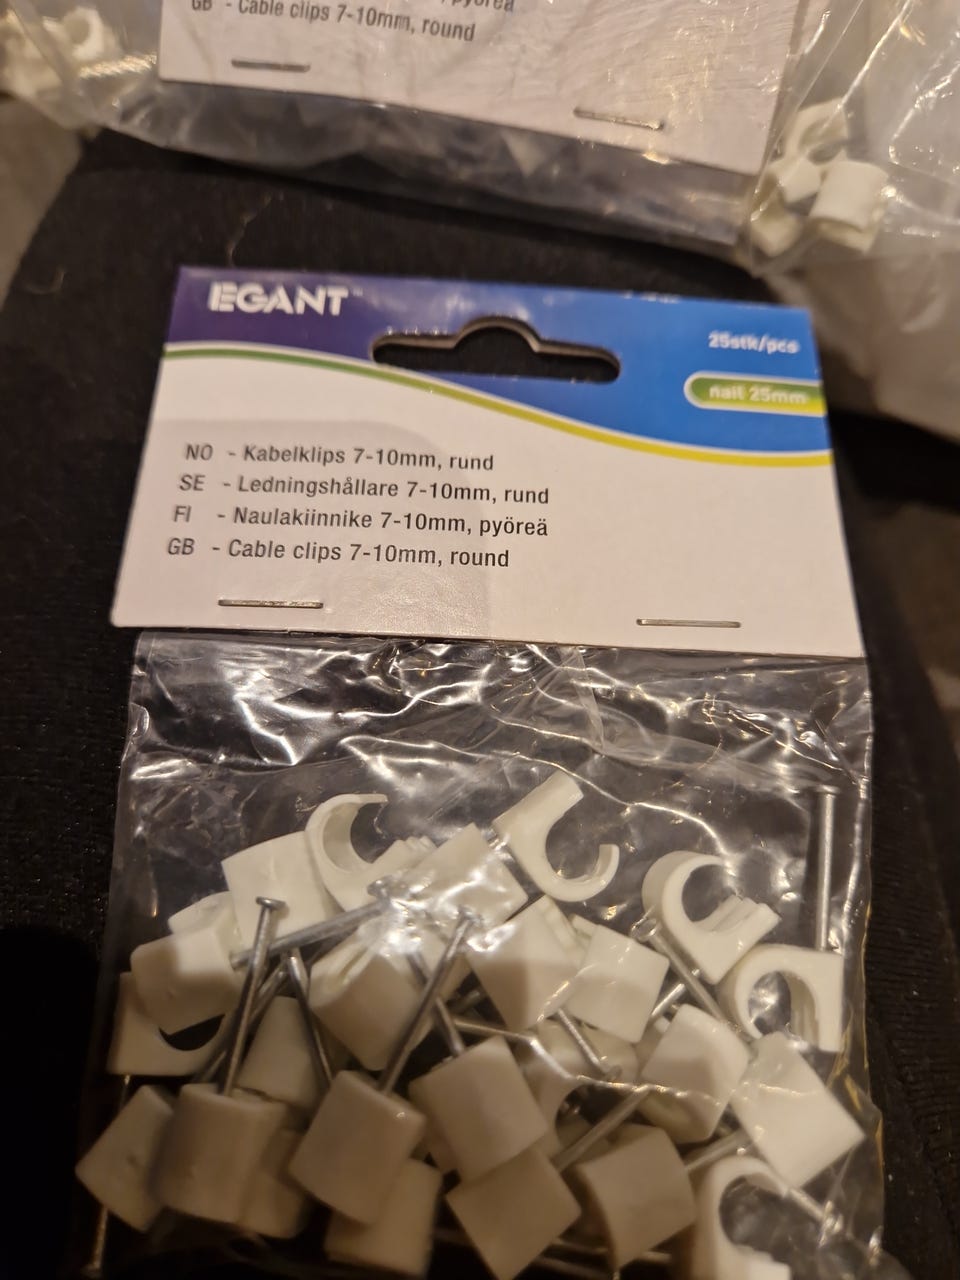 GB - Cable clips 7-10mm, round
EGANT™
25stk/pcs
nail 25mm
NO - Kabelklips 7-10mm, rund
SE - Ledningshållare 7-10mm, rund
FI - Naulakiinnike 7-10mm, pyöreä
GB - Cable clips 7-10mm, round